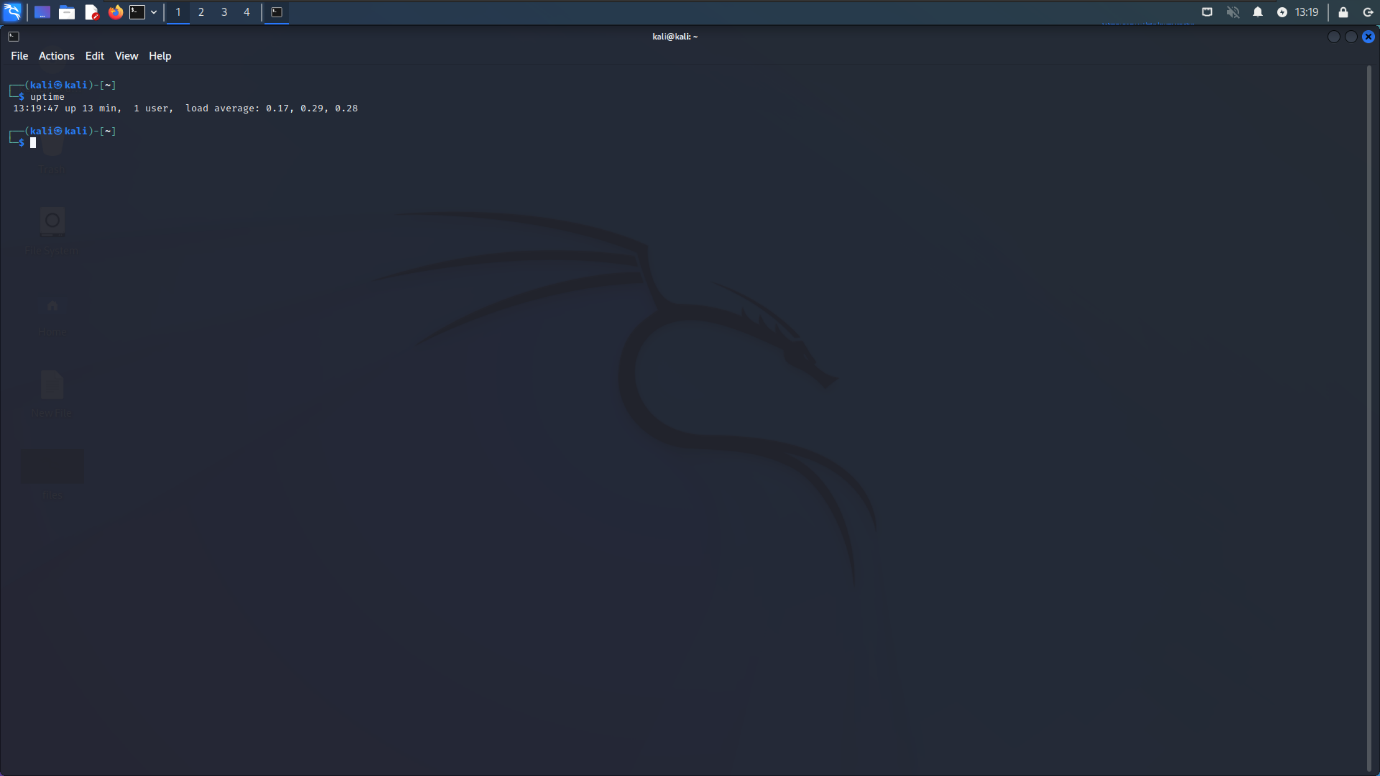 1 2 3 4 13:19
kali@kali: ~
File Actions Edit View Help
┌──(kali㉿kali)-[~]
└─$ uptime
13:19:47 up 13 min,  1 user,  load average: 0.17, 0.29, 0.28
┌──(kali㉿kali)-[~]
└─$
Home